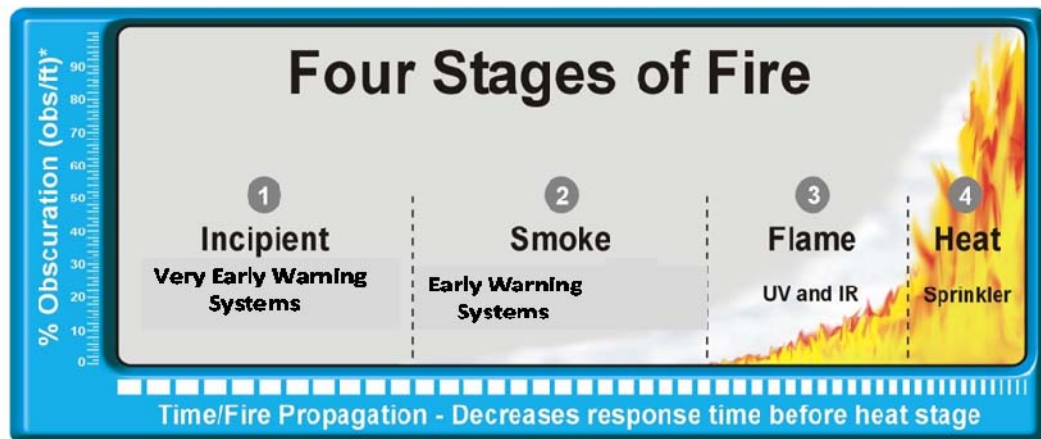 Four Stages of Fire
% Obscuration (obs/ft)*
90
80
70
60
50
40
30
20
10
0
1
Incipient
Very Early Warning
Systems
2
Smoke
Early Warning
Systems
3
Flame
UV and IR
4
Heat
Sprinkler
Time/Fire Propagation - Decreases response time before heat stage